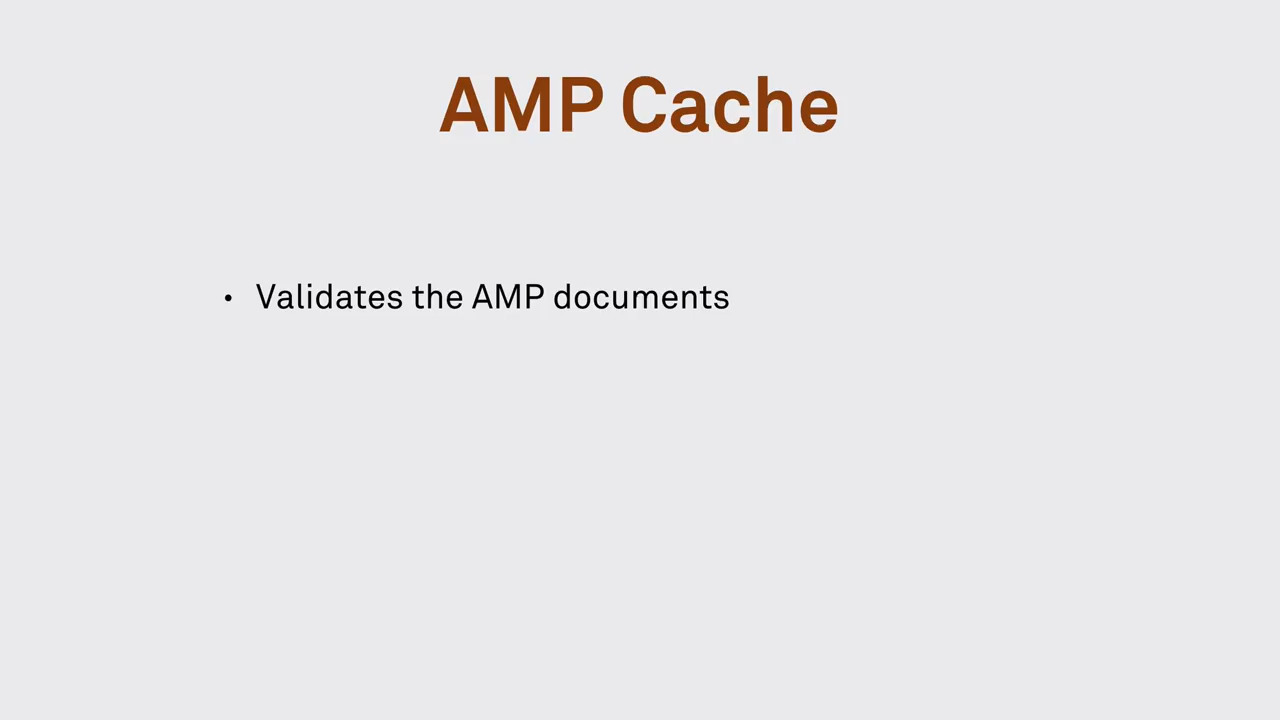 AMP Cache
• Validates the AMP documents